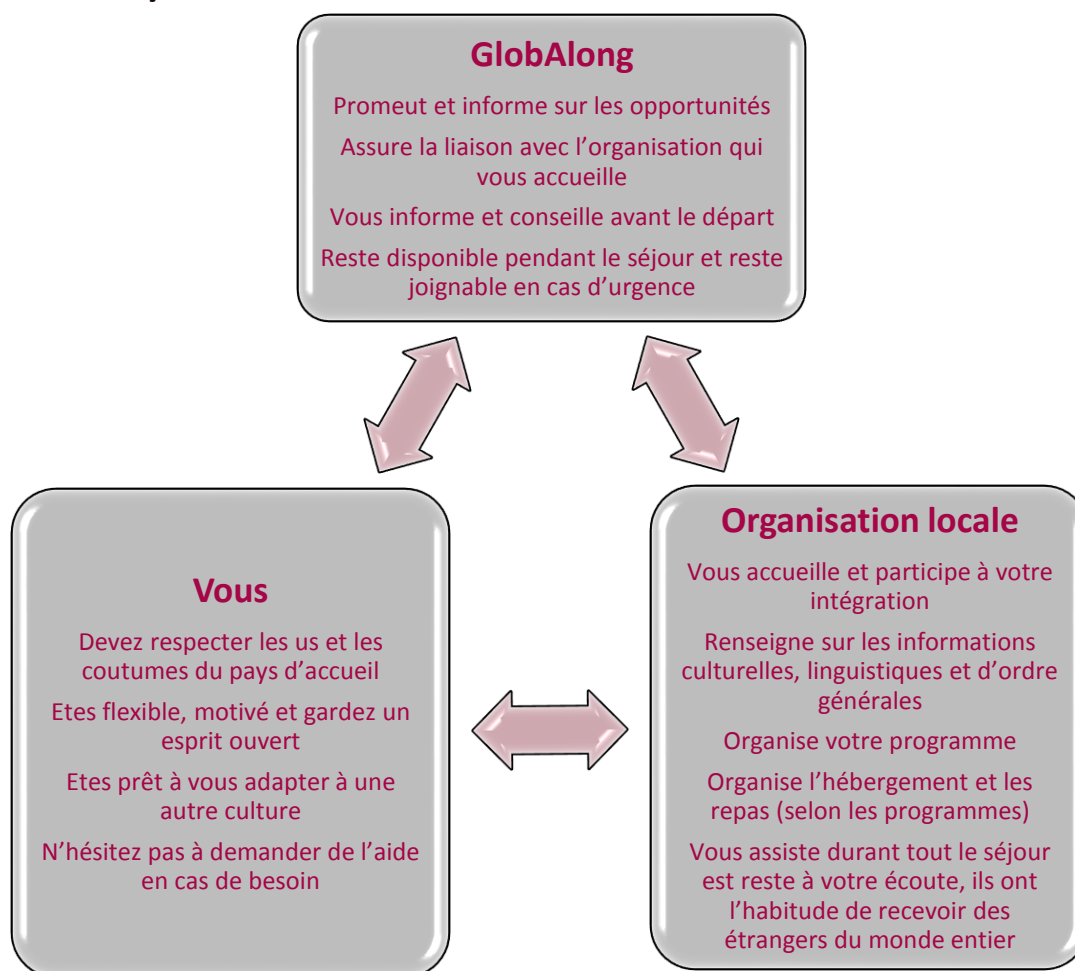 GlobAlong
Promeut et informe sur les opportunités
Assure la liaison avec l’organisation qui
vous accueille
Vous informe et conseille avant le départ
Reste disponible pendant le séjour et reste
joignable en cas d’urgence
Vous
Devez respecter les us et les
coutumes du pays d’accueil
Etes flexible, motivé et gardez un
esprit ouvert
Etes prêt à vous adapter à une
autre culture
N’hésitez pas à demander de l’aide
en cas de besoin
Organisation locale
Vous accueille et participe à votre
intégration
Renseigne sur les informations
culturelles, linguistiques et d’ordre
générales
Organise votre programme
Organise l’hébergement et les
repas (selon les programmes)
Vous assiste durant tout le séjour
est reste à votre écoute, ils ont
l’habitude de recevoir des
étrangers du monde entier